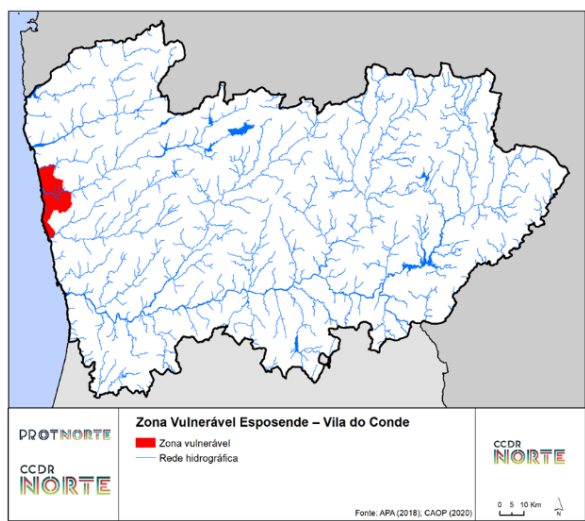 PROTNORTE
CCDR
NORTE
Zona Vulnerável Esposende – Vila do Conde
Zona vulnerável
Rede hidrográfica
Fonte: APA (2018); CAOP (2020)
CCDR
NORTE
0 5 10 Km
N